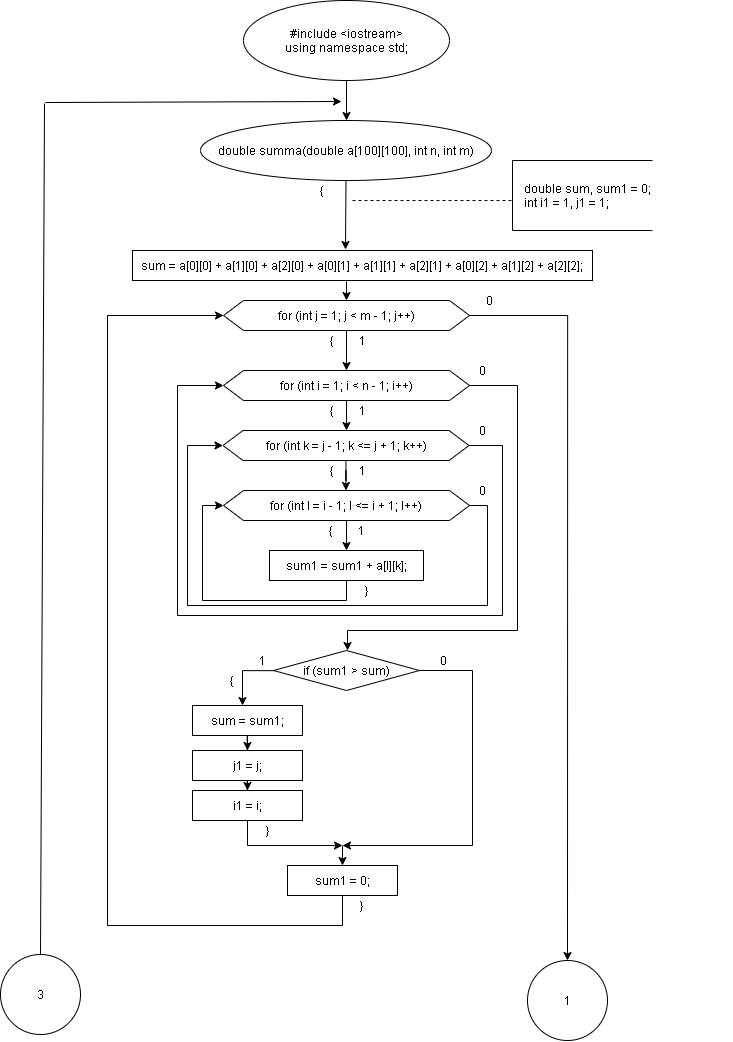 #include <iostream>
using namespace std;
double summa(double a[100][100], int n, int m)
{
double sum, sum1 = 0;
int i1 = 1, j1 = 1;
sum = a[0][0] + a[1][0] + a[2][0] + a[0][1] + a[1][1] + a[2][1] + a[0][2] + a[1][2] + a[2][2];
0
for (int j = 1; j < m - 1; j++)
{ 1
0
for (int i = 1; i < n - 1; i++)
{ 1
0
for (int k = j - 1; k <= j + 1; k++)
{ 1
0
for (int l = i - 1; l <= i + 1; l++)
{ 1
sum1 = sum1 + a[l][k];
}
1 0
if (sum1 > sum)
{
sum = sum1;
j1 = j;
i1 = i;
}
sum1 = 0;
}
3
1